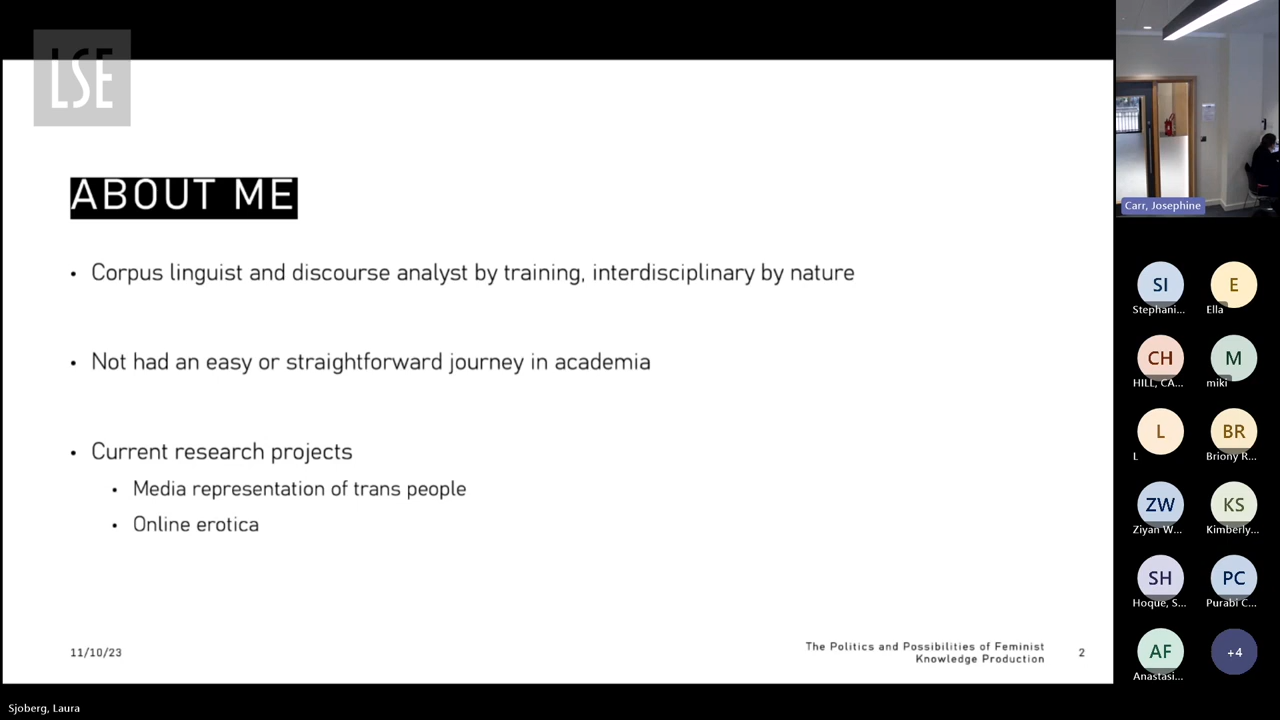 LSE
ABOUT ME
• Corpus linguist and discourse analyst by training, interdisciplinary by nature
• Not had an easy or straightforward journey in academia
• Current research projects
• Media representation of trans people
• Online erotica
11/10/23
The Politics and Possibilities of Feminist
Knowledge Production
2
Carr, Josephine
SI
Stephani...
E
Ella
CH
HILL, CA...
M
miki
L
L
BR
Briony R...
ZW
Ziyan W...
KS
Kimberly...
SH
Hoque, S...
PC
Purabi C...
AF
Anastasi...
+4
Sjoberg, Laura